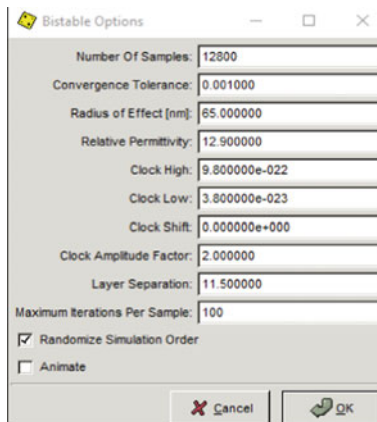 Bistable Options
Number Of Samples: 12800
Convergence Tolerance: 0.001000
Radius of Effect [nm]: 65.000000
Relative Permittivity: 12.900000
Clock High: 9.800000e-022
Clock Low: 3.800000e-023
Clock Shift: 0.000000e+000
Clock Amplitude Factor: 2.000000
Layer Separation: 11.500000
Maximum Iterations Per Sample: 100
Randomize Simulation Order
Animate
Cancel OK